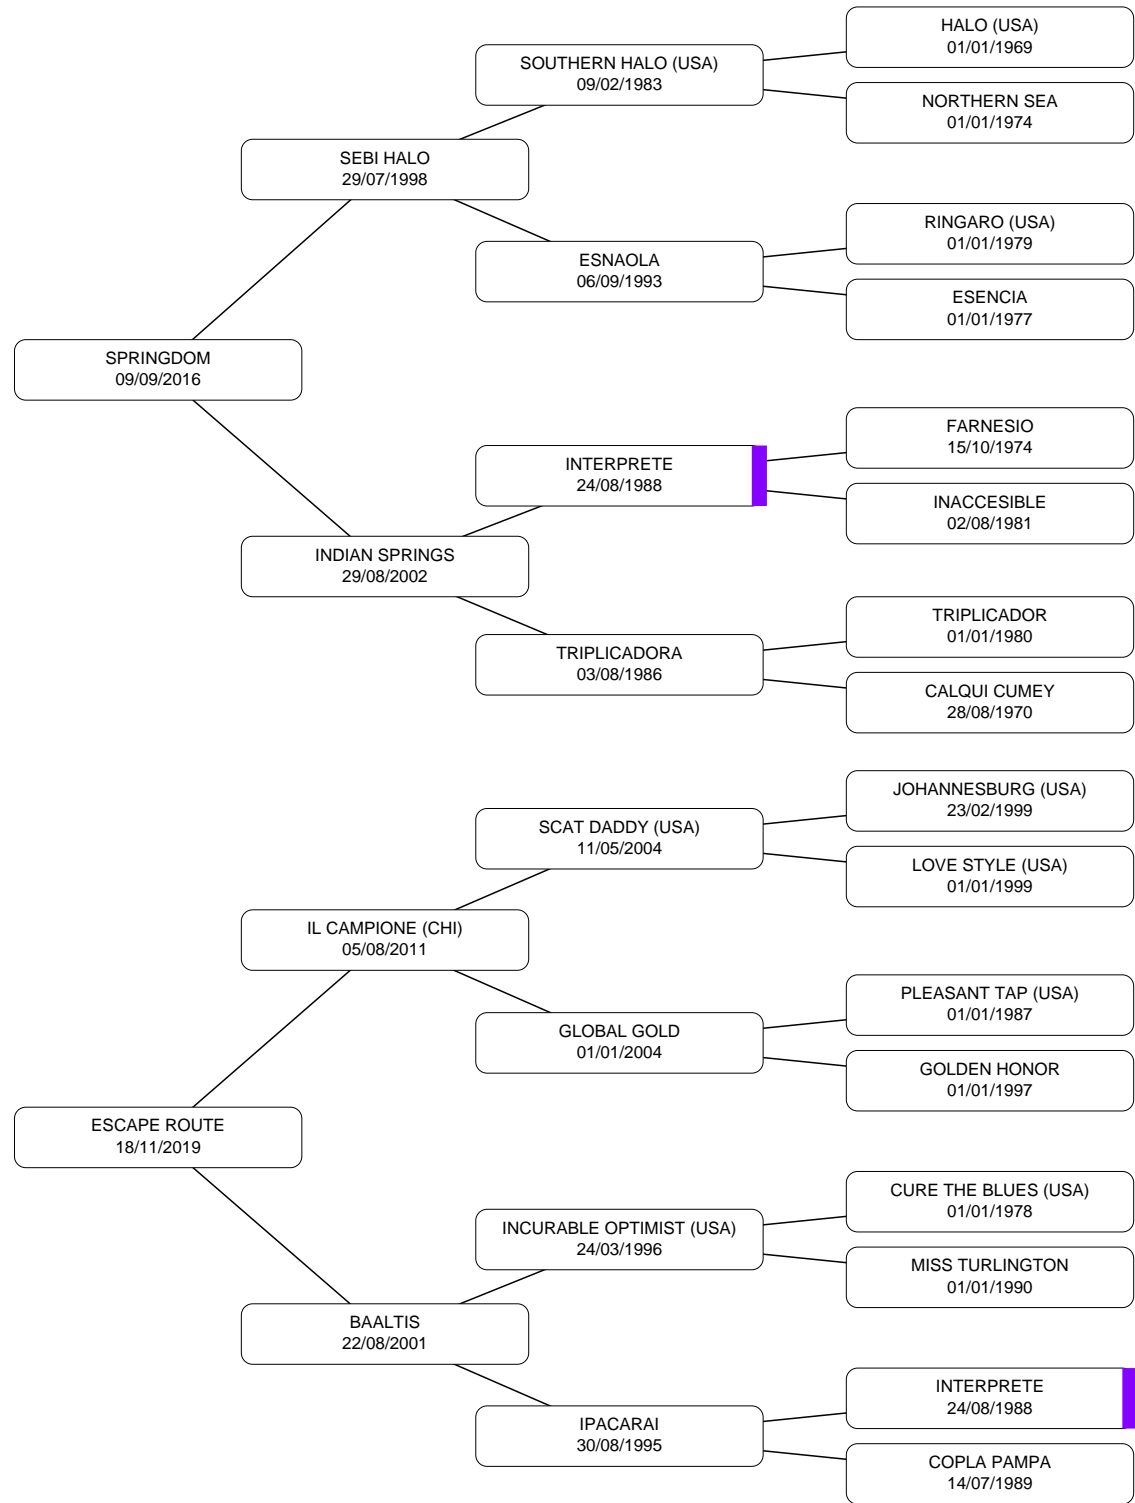 HALO (USA)
01/01/1969
SOUTHERN HALO (USA)
09/02/1983
NORTHERN SEA
01/01/1974
SEBI HALO
29/07/1998
RINGARO (USA)
01/01/1979
ESNAOLA
06/09/1993
ESENCIA
01/01/1977
SPRINGDOM
09/09/2016
FARNESIO
15/10/1974
INTERPRETE
24/08/1988
INACCESIBLE
02/08/1981
INDIAN SPRINGS
29/08/2002
TRIPLICADOR
01/01/1980
TRIPLICADORA
03/08/1986
CALQUI CUMEY
28/08/1970
JOHANNESBURG (USA)
23/02/1999
SCAT DADDY (USA)
11/05/2004
LOVE STYLE (USA)
01/01/1999
IL CAMPIONE (CHI)
05/08/2011
PLEASANT TAP (USA)
01/01/1987
GLOBAL GOLD
01/01/2004
GOLDEN HONOR
01/01/1997
ESCAPE ROUTE
18/11/2019
CURE THE BLUES (USA)
01/01/1978
INCURABLE OPTIMIST (USA)
24/03/1996
MISS TURLINGTON
01/01/1990
BAALTIS
22/08/2001
INTERPRETE
24/08/1988
IPACARAI
30/08/1995
COPLA PAMPA
14/07/1989